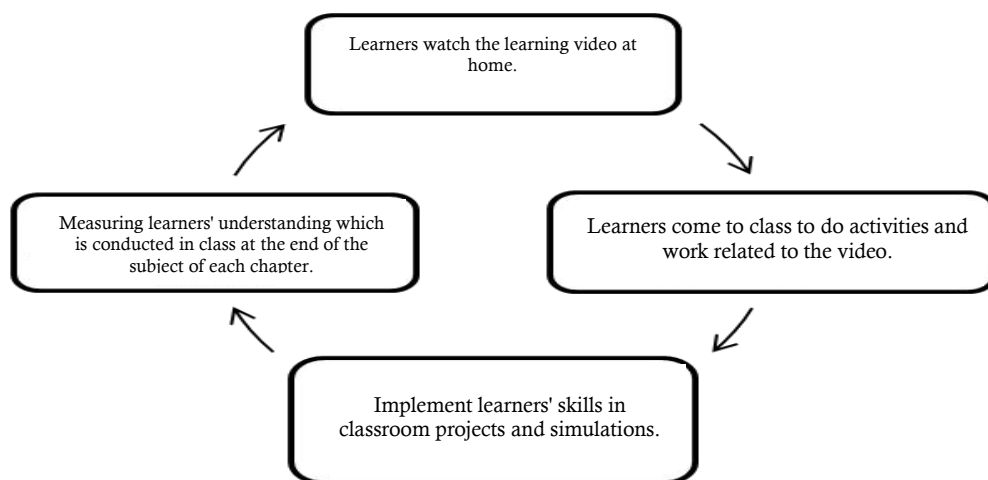 Learners watch the learning video at
home.
Learners come to class to do activities and
work related to the video.
Implement learners' skills in
classroom projects and simulations.
Measuring learners' understanding which
is conducted in class at the end of the
subject of each chapter.